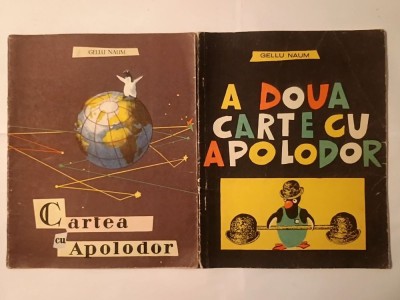 GELLU NAUM
Cartea
cu Apolodor
GELLU NAUM
A DOUA
CARTE CU
APOLODOR